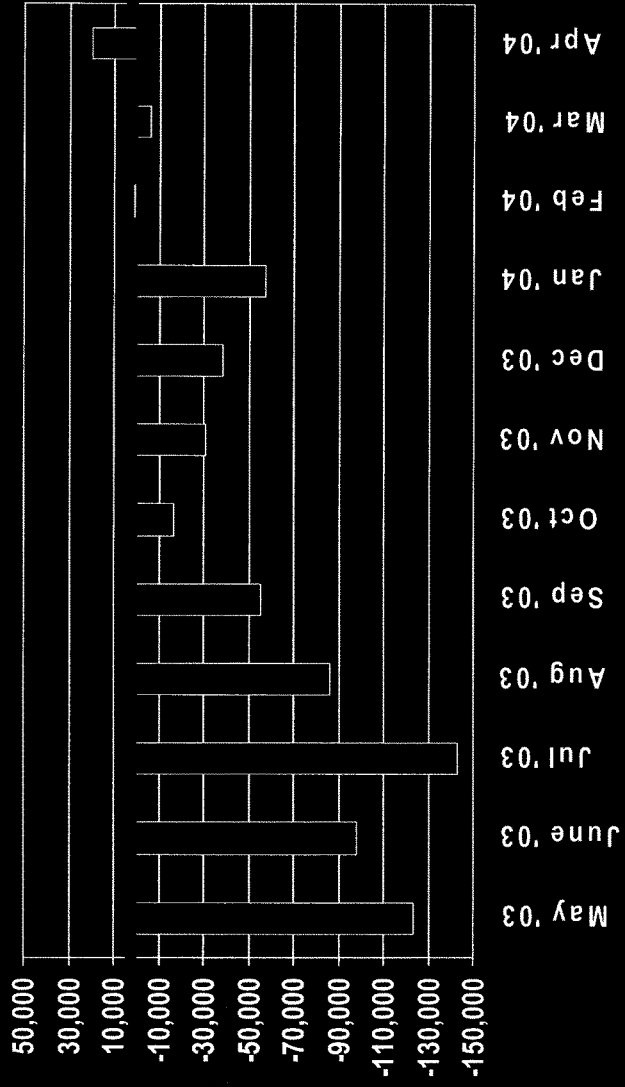 50,000
30,000
10,000
-10,000
-30,000
-50,000
-70,000
-90,000
-110,000
-130,000
-150,000
May '03
June '03
Jul '03
Aug '03
Sep '03
Oct '03
Nov '03
Dec '03
Jan '04
Feb '04
Mar '04
Apr '04